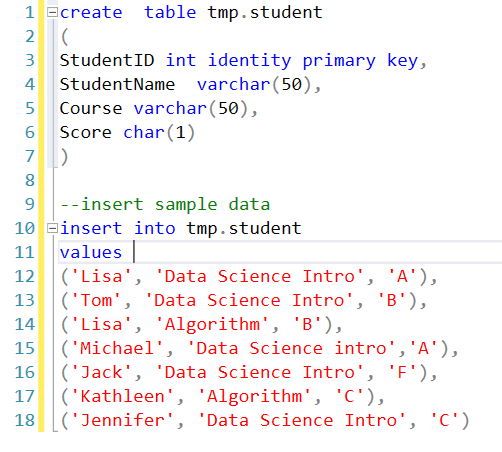 1 create  table tmp.student
2 (
3 StudentID int identity primary key,
4 StudentName  varchar(50),
5 Course varchar(50),
6 Score char(1)
7 )
8
9 --insert sample data
10 insert into tmp.student
11 values
12 ('Lisa', 'Data Science Intro', 'A'),
13 ('Tom', 'Data Science Intro', 'B'),
14 ('Lisa', 'Algorithm', 'B'),
15 ('Michael', 'Data Science intro','A'),
16 ('Jack', 'Data Science Intro', 'F'),
17 ('Kathleen', 'Algorithm', 'C'),
18 ('Jennifer', 'Data Science Intro', 'C')